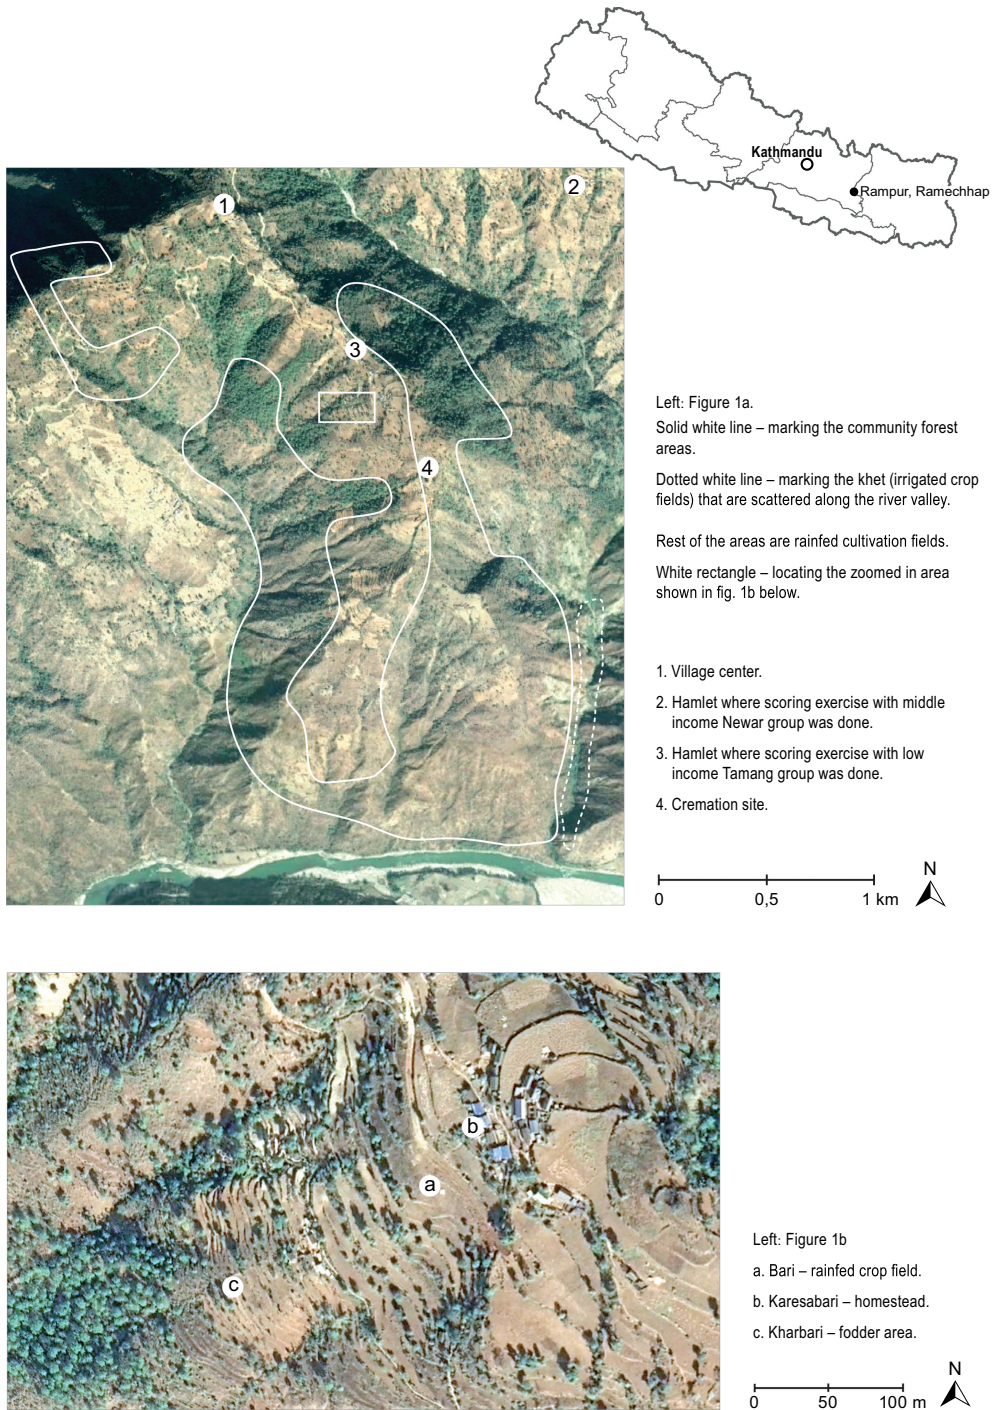 Kathmandu
Rampur, Ramechhap
1
2
3
4
Left: Figure 1a.
Solid white line – marking the community forest
areas.
Dotted white line – marking the khet (irrigated crop
fields) that are scattered along the river valley.
Rest of the areas are rainfed cultivation fields.
White rectangle – locating the zoomed in area
shown in fig. 1b below.
1. Village center.
2. Hamlet where scoring exercise with middle
income Newar group was done.
3. Hamlet where scoring exercise with low
income Tamang group was done.
4. Cremation site.
N
0 0,5 1 km
b
a
c
Left: Figure 1b
a. Bari – rainfed crop field.
b. Karesabari – homestead.
c. Kharbari – fodder area.
N
0 50 100 m